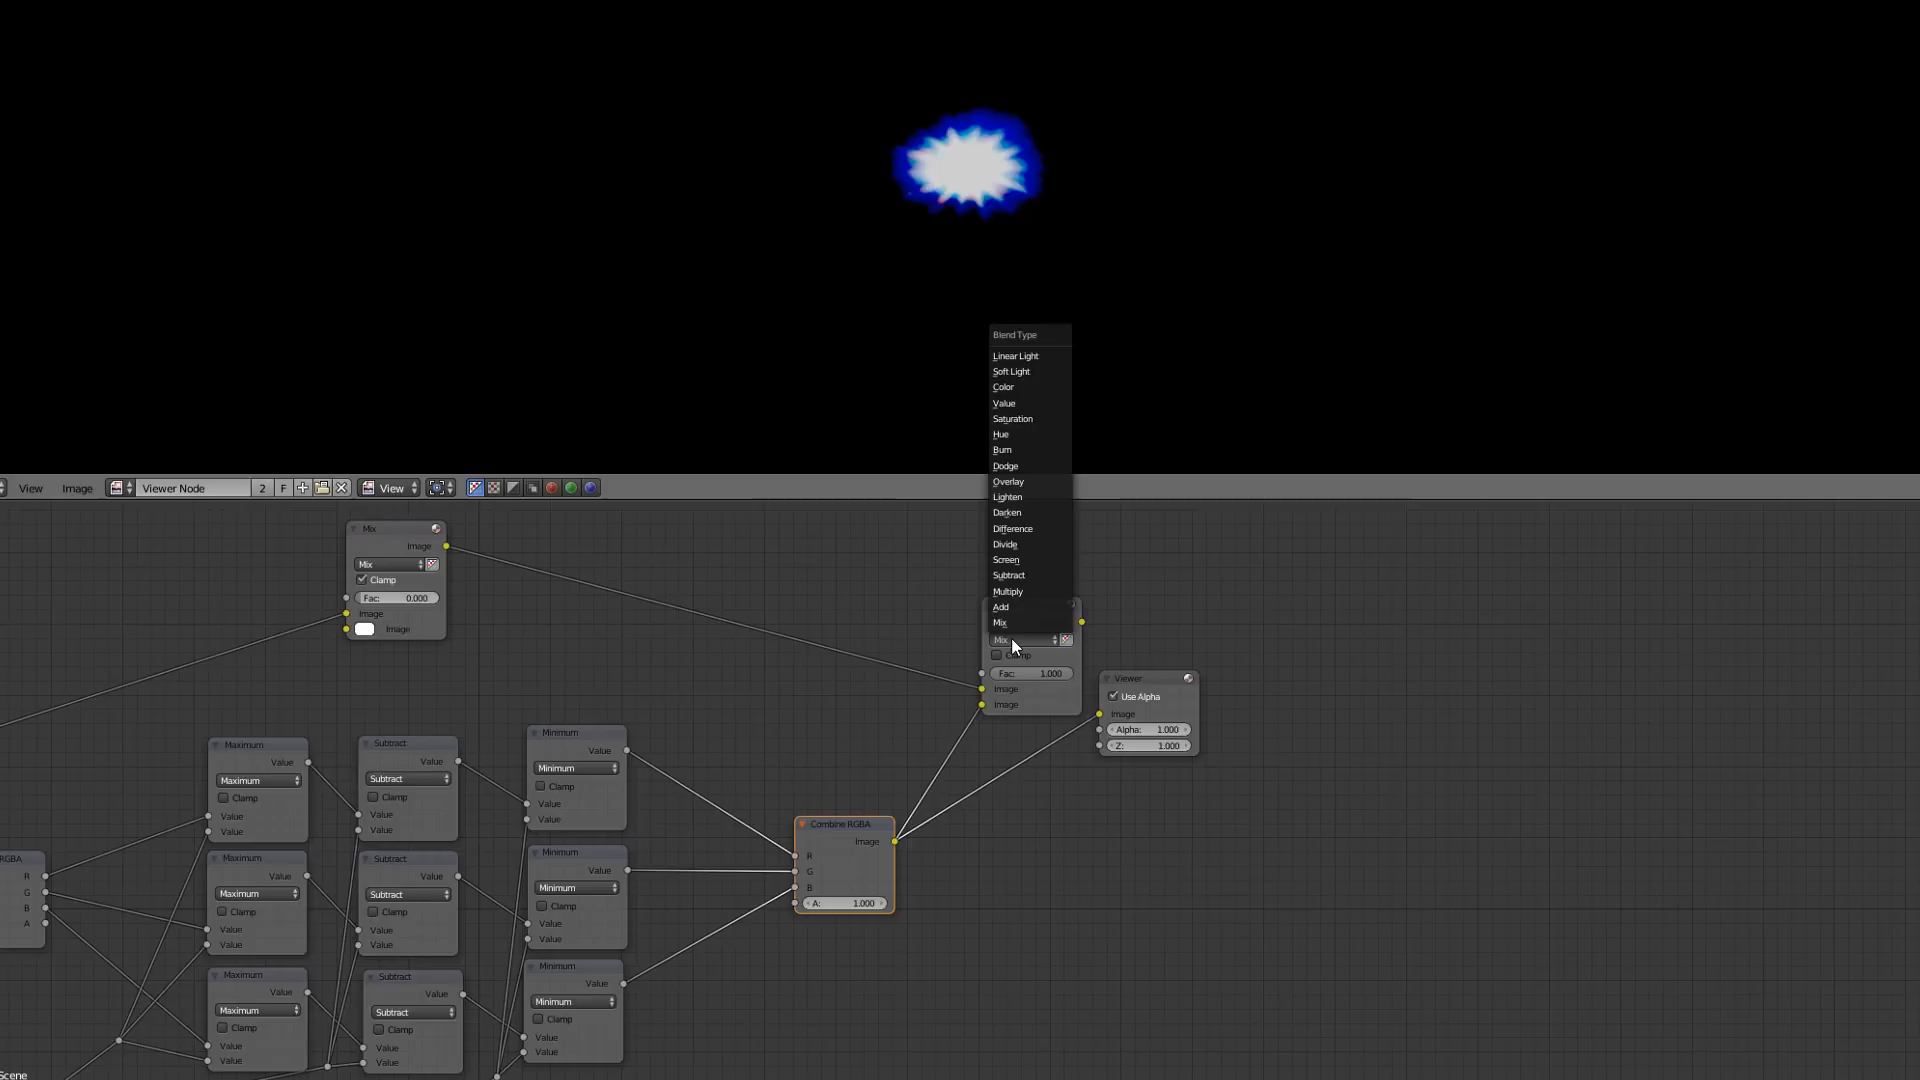 Blend Type
Linear Light
Soft Light
Color
Value
Saturation
Hue
Burn
Dodge
Overlay
Lighten
Darken
Difference
Divide
Screen
Subtract
Multiply
Add
Mix
View
Image
Viewer Node
2
F
View
Mix
Image
Mix
Clamp
Fac: 0.000
Image
Image
Mix
Clamp
Fac: 1.000
Image
Image
Viewer
Use Alpha
Image
Alpha: 1.000
Z: 1.000
Maximum
Value
Maximum
Clamp
Value
Value
Subtract
Value
Subtract
Clamp
Value
Value
Minimum
Value
Minimum
Clamp
Value
Value
Combine RGBA
Image
R
G
B
A: 1.000
RGBA
R
G
B
A
Maximum
Value
Maximum
Clamp
Value
Value
Subtract
Value
Subtract
Clamp
Value
Value
Minimum
Value
Minimum
Clamp
Value
Value
Maximum
Value
Maximum
Clamp
Value
Value
Subtract
Value
Subtract
Clamp
Value
Value
Minimum
Value
Minimum
Clamp
Value
Value
Scene